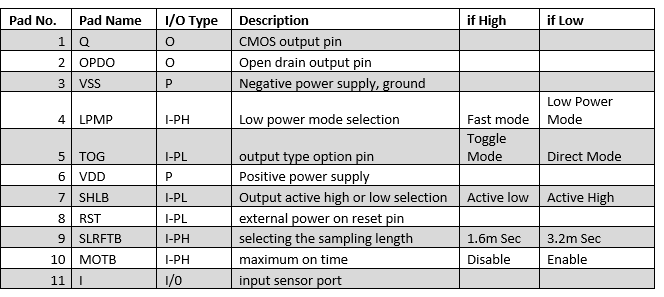 Pad No. Pad Name I/O Type Description if High if Low
1 Q O CMOS output pin
2 OPDO O Open drain output pin
3 VSS P Negative power supply, ground
4 LPMP I-PH Low power mode selection Fast mode Low Power Mode
5 TOG I-PL output type option pin Toggle Mode Direct Mode
6 VDD P Positive power supply
7 SHLB I-PL Output active high or low selection Active low Active High
8 RST I-PL external power on reset pin
9 SLRFTB I-PH selecting the sampling length 1.6m Sec 3.2m Sec
10 MOTB I-PH maximum on time Disable Enable
11 I I/0 input sensor port